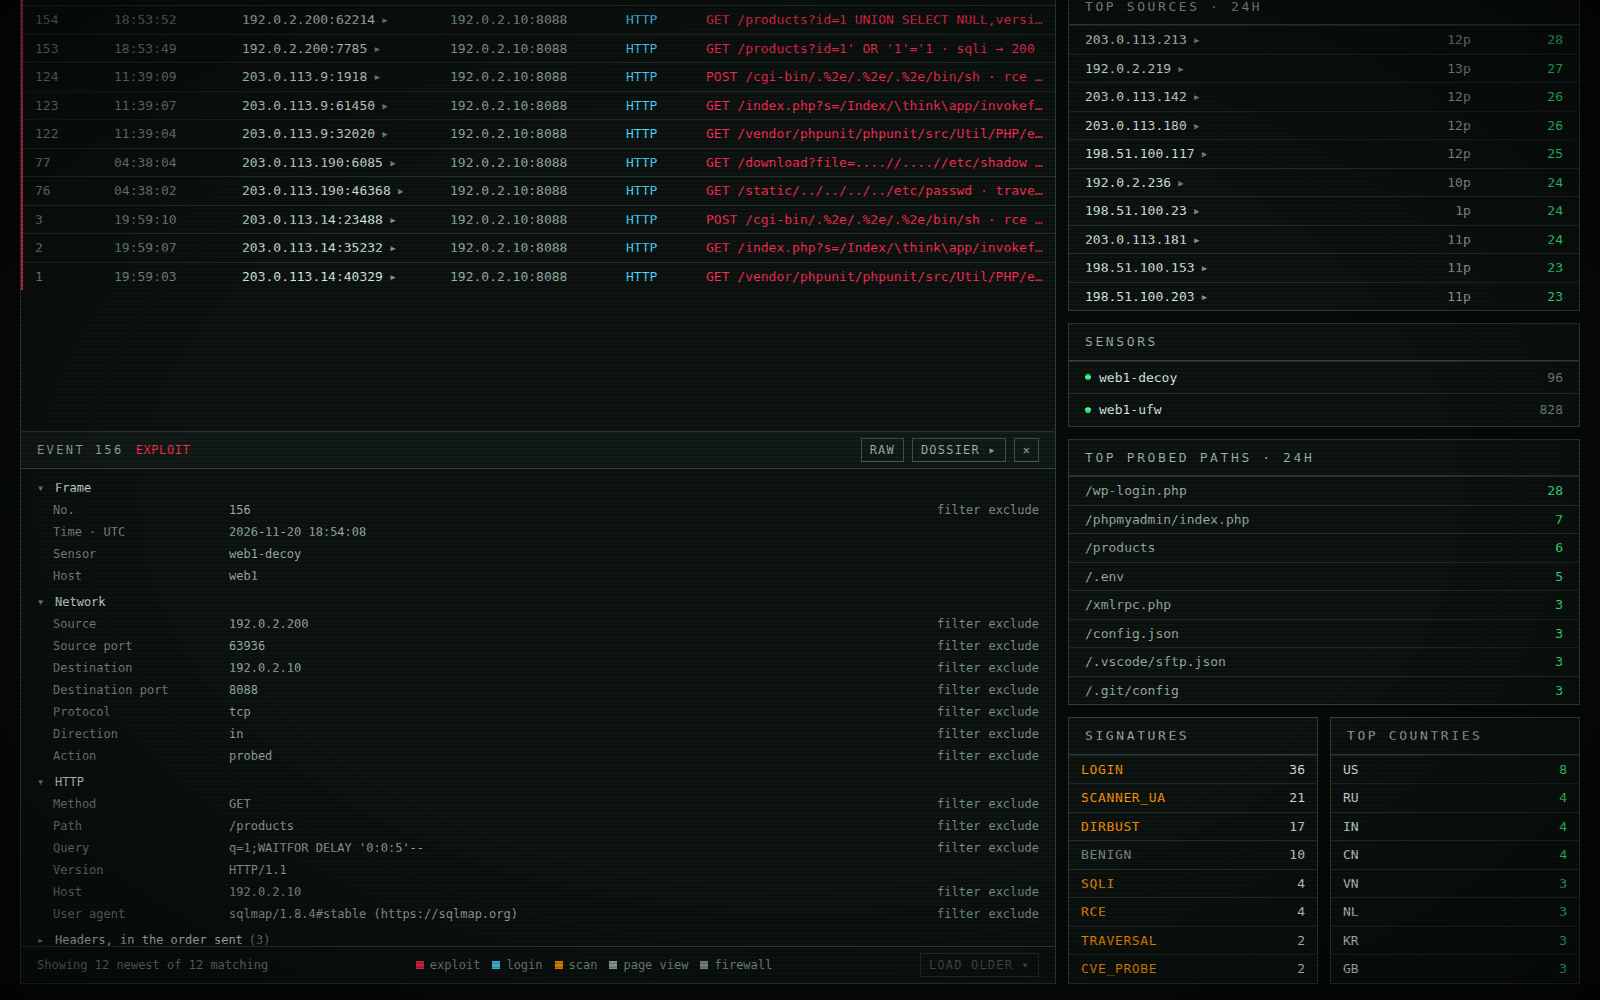 154 18:53:52 192.0.2.200:62214 ▸ 192.0.2.10:8088 HTTP GET /products?id=1 UNION SELECT NULL,versi…
153 18:53:49 192.0.2.200:7785 ▸ 192.0.2.10:8088 HTTP GET /products?id=1' OR '1'='1 · sqli → 200
124 11:39:09 203.0.113.9:1918 ▸ 192.0.2.10:8088 HTTP POST /cgi-bin/.%2e/.%2e/.%2e/bin/sh · rce …
123 11:39:07 203.0.113.9:61450 ▸ 192.0.2.10:8088 HTTP GET /index.php?s=/Index/\think\app/invokef…
122 11:39:04 203.0.113.9:32020 ▸ 192.0.2.10:8088 HTTP GET /vendor/phpunit/phpunit/src/Util/PHP/e…
77 04:38:04 203.0.113.190:6085 ▸ 192.0.2.10:8088 HTTP GET /download?file=....//....//etc/shadow …
76 04:38:02 203.0.113.190:46368 ▸ 192.0.2.10:8088 HTTP GET /static/../../../../etc/passwd · trave…
3 19:59:10 203.0.113.14:23488 ▸ 192.0.2.10:8088 HTTP POST /cgi-bin/.%2e/.%2e/.%2e/bin/sh · rce …
2 19:59:07 203.0.113.14:35232 ▸ 192.0.2.10:8088 HTTP GET /index.php?s=/Index/\think\app/invokef…
1 19:59:03 203.0.113.14:40329 ▸ 192.0.2.10:8088 HTTP GET /vendor/phpunit/phpunit/src/Util/PHP/e…
EVENT 156 EXPLOIT RAW DOSSIER ▸ ×
▾ Frame
No. 156 filter exclude
Time · UTC 2026-11-20 18:54:08
Sensor web1-decoy
Host web1
▾ Network
Source 192.0.2.200 filter exclude
Source port 63936 filter exclude
Destination 192.0.2.10 filter exclude
Destination port 8088 filter exclude
Protocol tcp filter exclude
Direction in filter exclude
Action probed filter exclude
▾ HTTP
Method GET filter exclude
Path /products filter exclude
Query q=1;WAITFOR DELAY '0:0:5'-- filter exclude
Version HTTP/1.1
Host 192.0.2.10 filter exclude
User agent sqlmap/1.8.4#stable (https://sqlmap.org) filter exclude
▸ Headers, in the order sent (3)
Showing 12 newest of 12 matching exploit login scan page view firewall LOAD OLDER ▾
TOP SOURCES · 24H
203.0.113.213 ▸ 12p 28
192.0.2.219 ▸ 13p 27
203.0.113.142 ▸ 12p 26
203.0.113.180 ▸ 12p 26
198.51.100.117 ▸ 12p 25
192.0.2.236 ▸ 10p 24
198.51.100.23 ▸ 1p 24
203.0.113.181 ▸ 11p 24
198.51.100.153 ▸ 11p 23
198.51.100.203 ▸ 11p 23
SENSORS
web1-decoy 96
web1-ufw 828
TOP PROBED PATHS · 24H
/wp-login.php 28
/phpmyadmin/index.php 7
/products 6
/.env 5
/xmlrpc.php 3
/config.json 3
/.vscode/sftp.json 3
/.git/config 3
SIGNATURES
LOGIN 36
SCANNER_UA 21
DIRBUST 17
BENIGN 10
SQLI 4
RCE 4
TRAVERSAL 2
CVE_PROBE 2
TOP COUNTRIES
US 8
RU 4
IN 4
CN 4
VN 3
NL 3
KR 3
GB 3